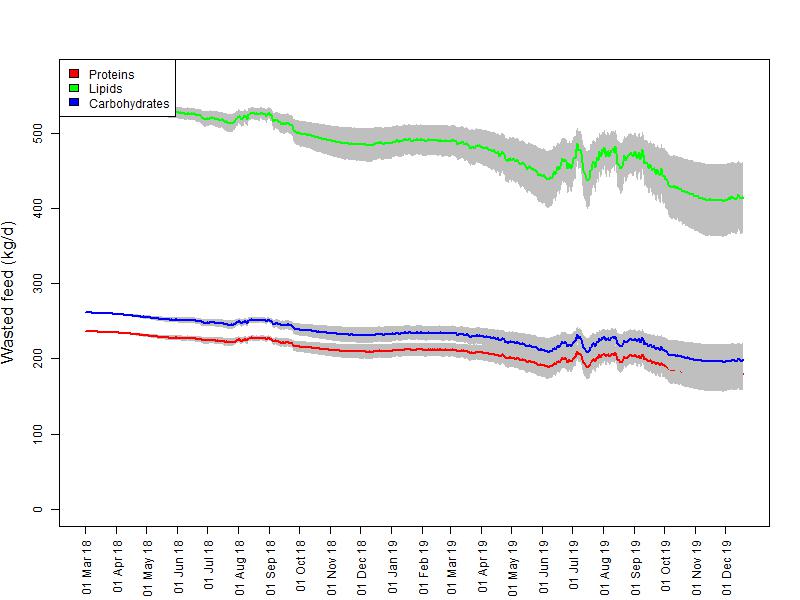 Proteins
Lipids
Carbohydrates
Wasted feed (kg/d)
500
400
300
200
100
0
01 Mar 18
01 Apr 18
01 May 18
01 Jun 18
01 Jul 18
01 Aug 18
01 Sep 18
01 Oct 18
01 Nov 18
01 Dec 18
01 Jan 19
01 Feb 19
01 Mar 19
01 Apr 19
01 May 19
01 Jun 19
01 Jul 19
01 Aug 19
01 Sep 19
01 Oct 19
01 Nov 19
01 Dec 19